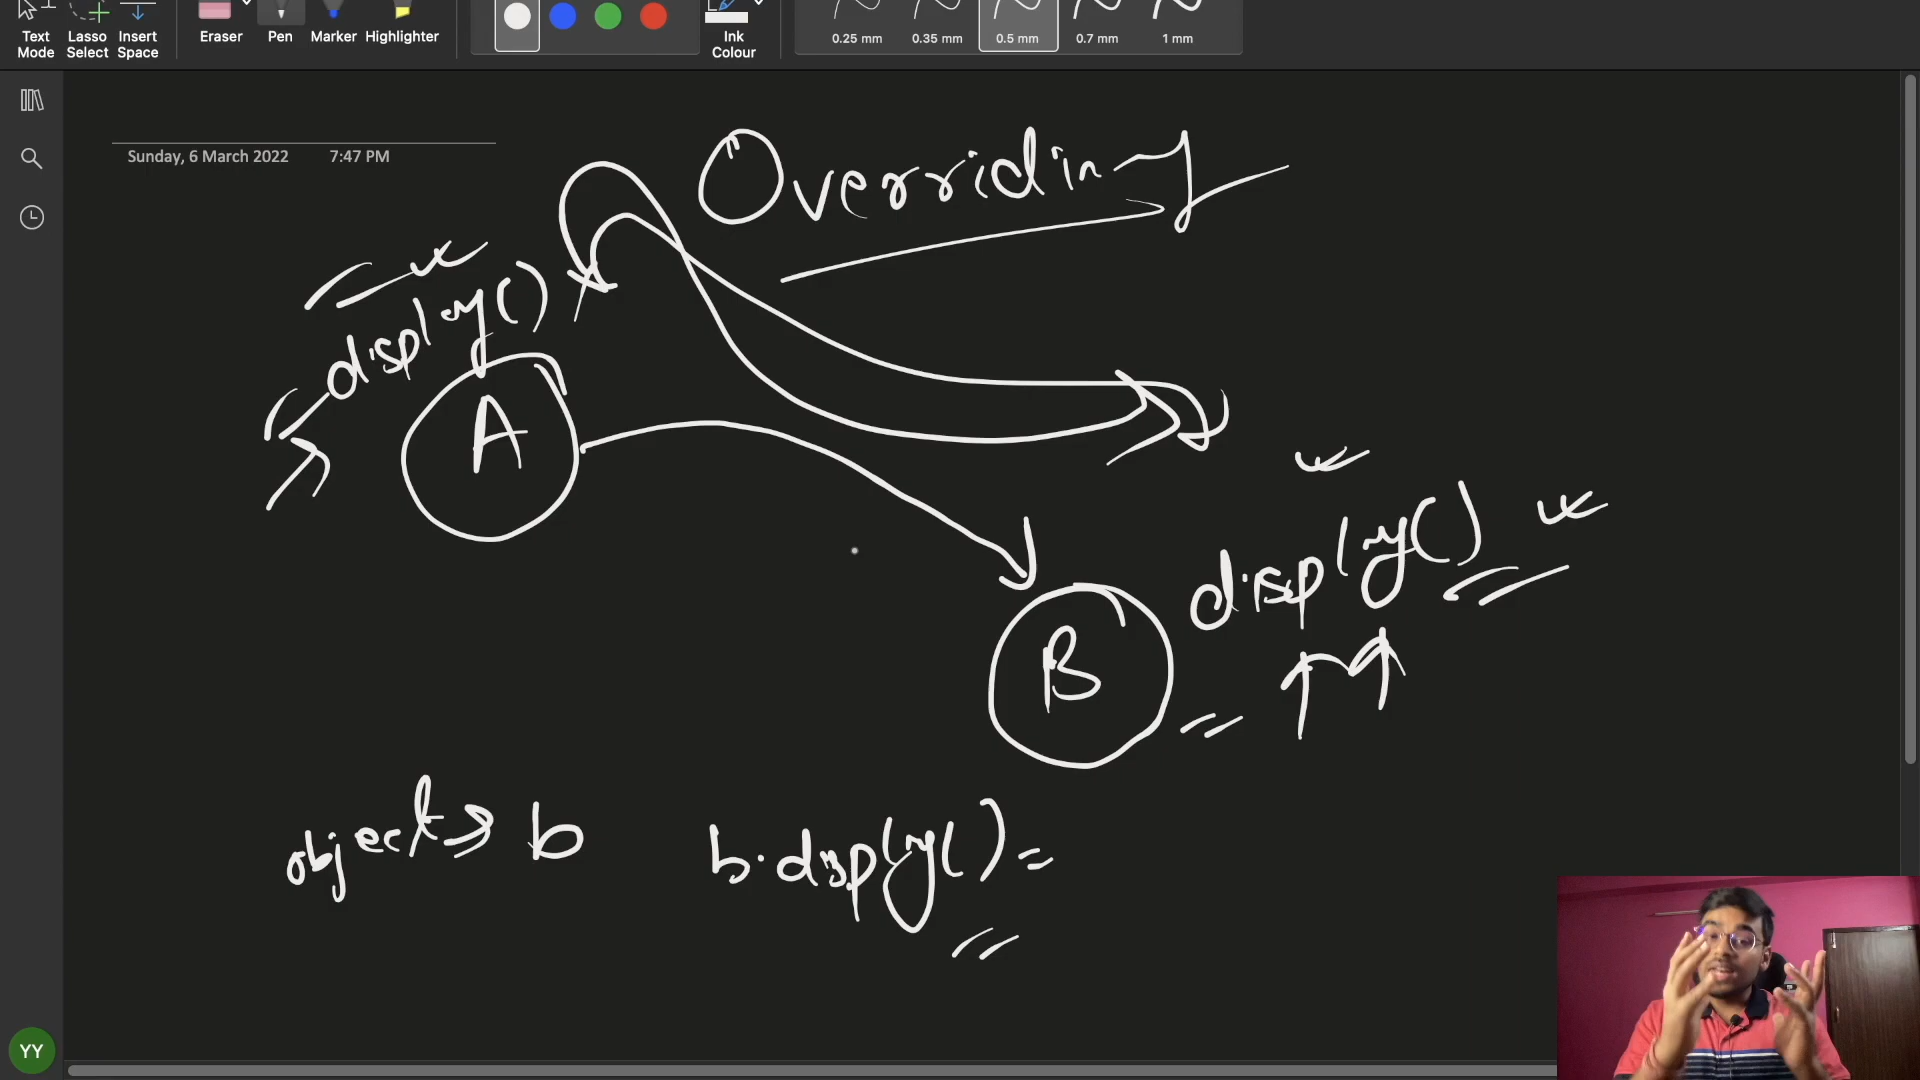 Text Mode
Lasso Select
Insert Space
Eraser
Pen
Marker
Highlighter
Ink Colour
0.25 mm
0.35 mm
0.5 mm
0.7 mm
1 mm
Sunday, 6 March 2022 7:47 PM
Overriding
display()
A
display()
B
object → b
b.display() =
YY